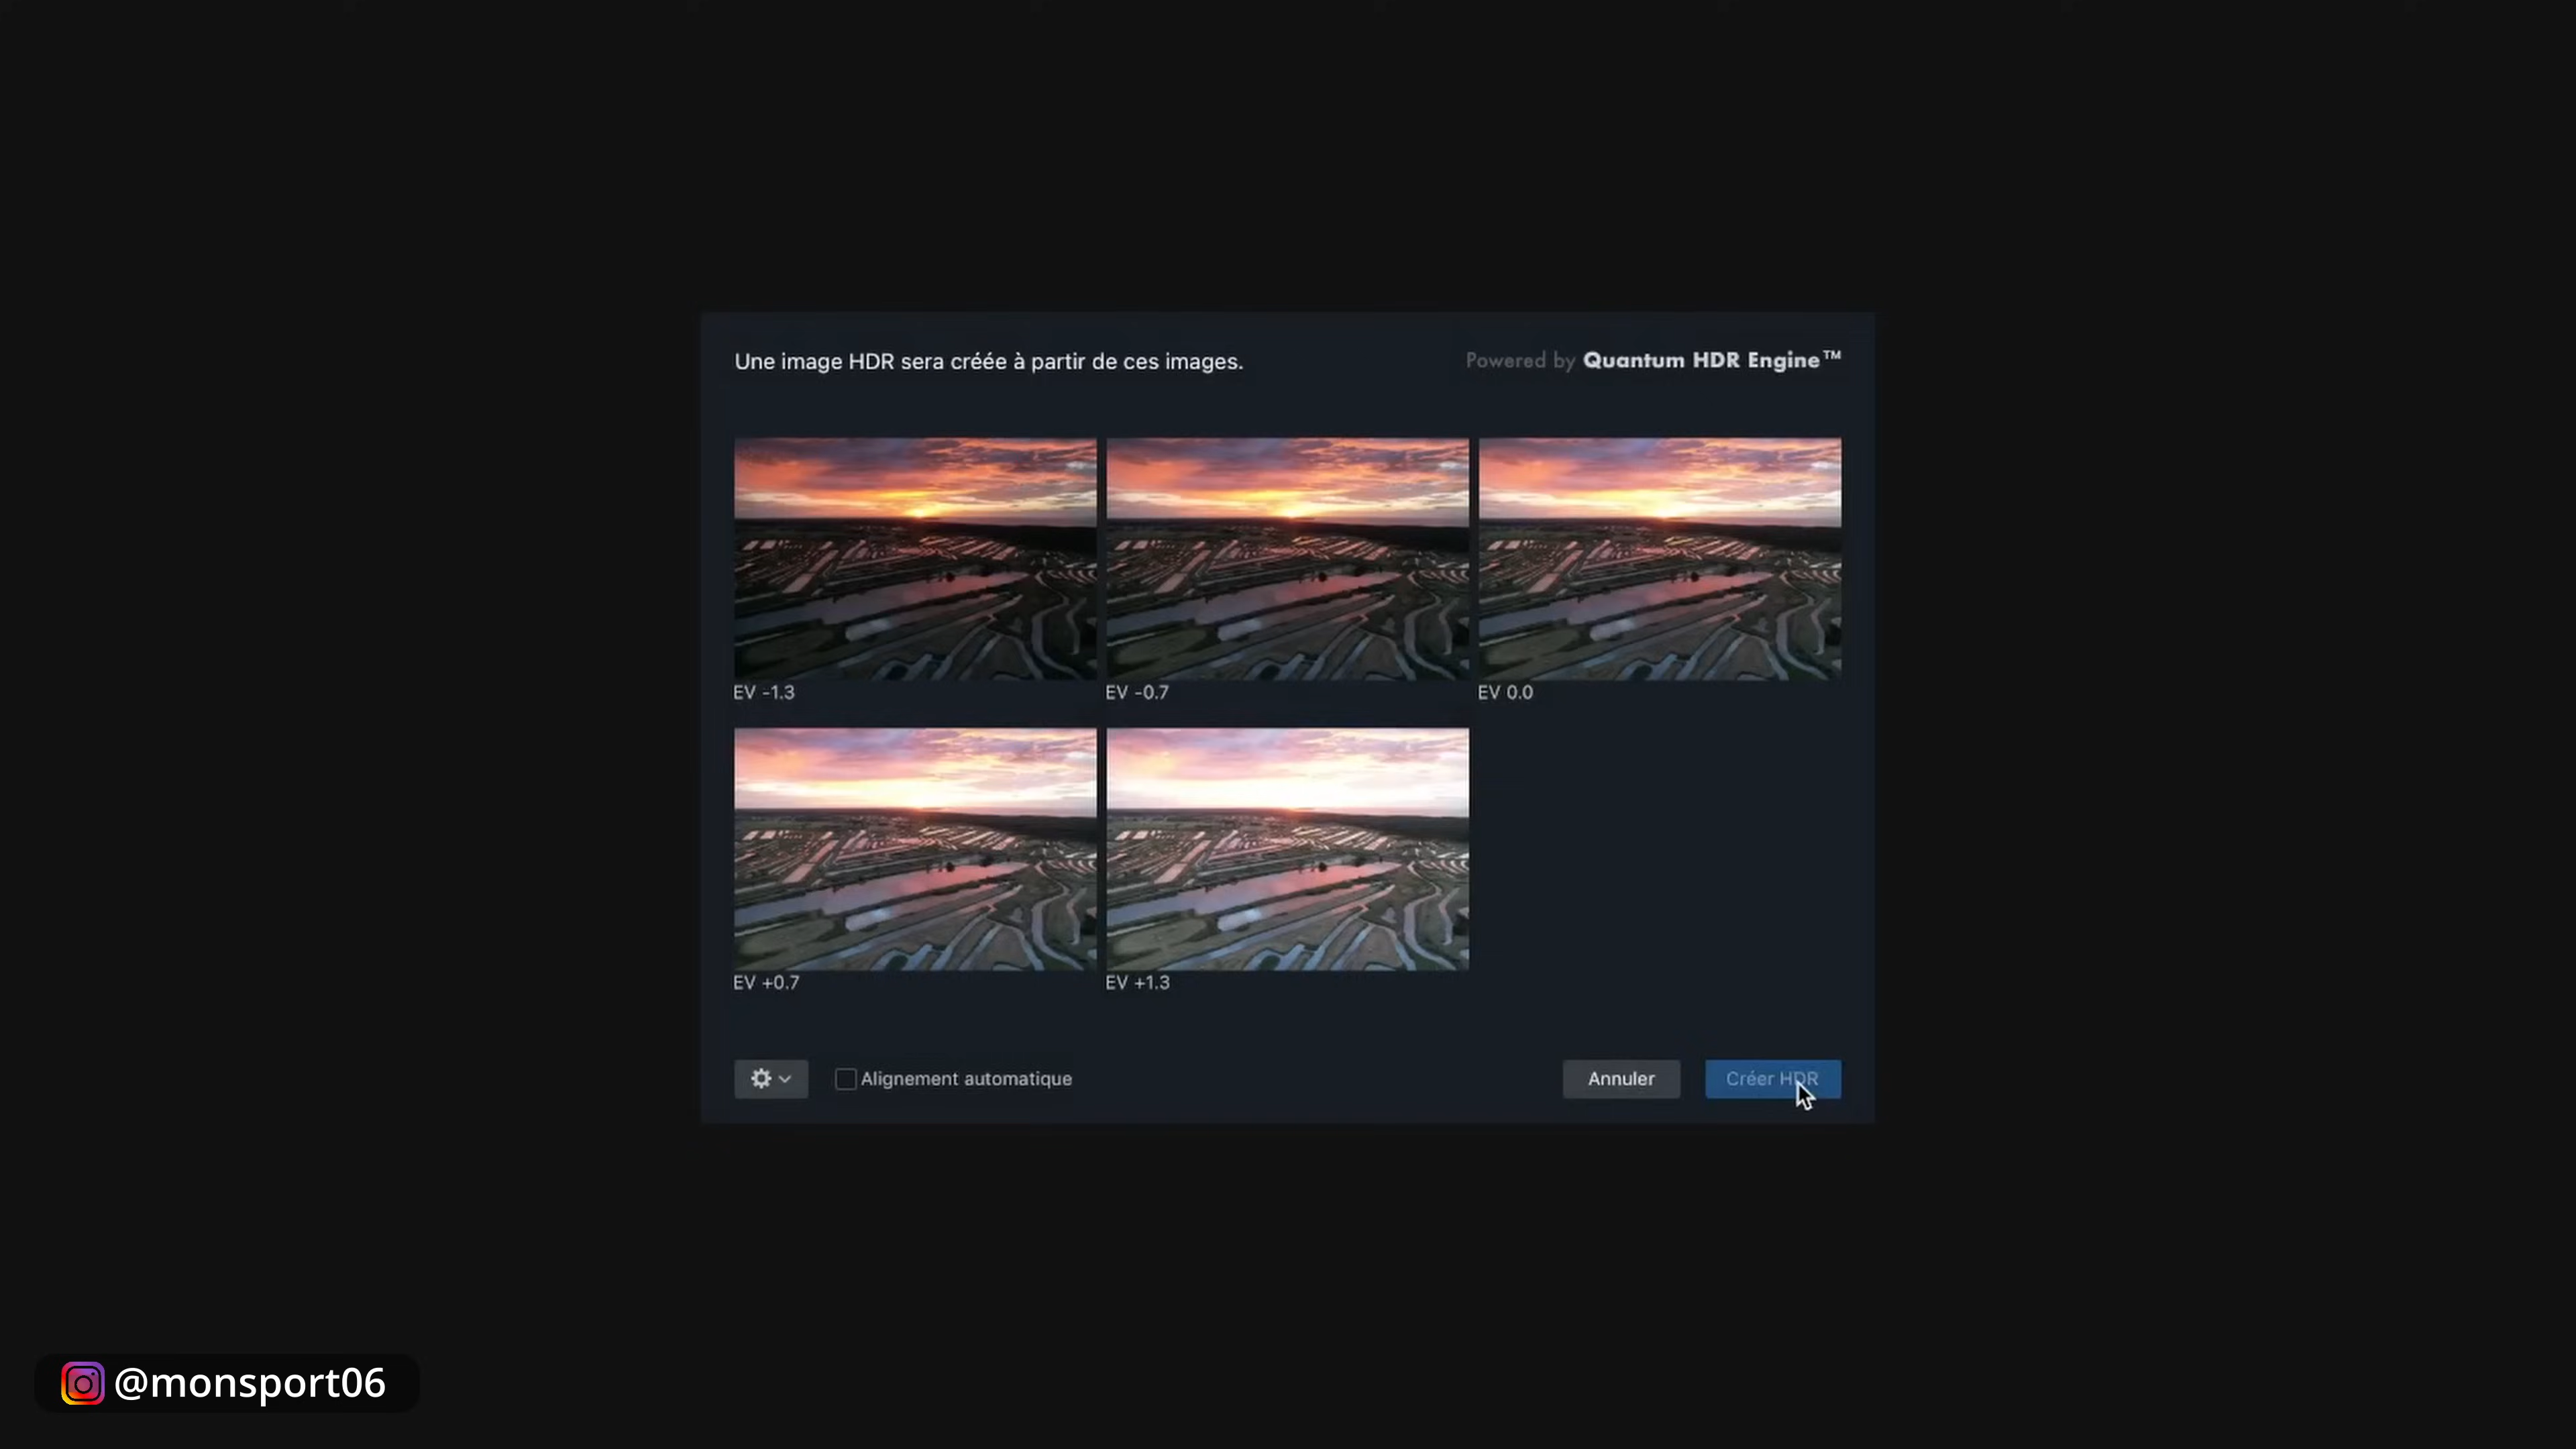 Une image HDR sera créée à partir de ces images.
Powered by Quantum HDR Engine™
EV -1.3
EV -0.7
EV 0.0
EV +0.7
EV +1.3
Alignement automatique
Annuler
Créer HDR
@monsport06